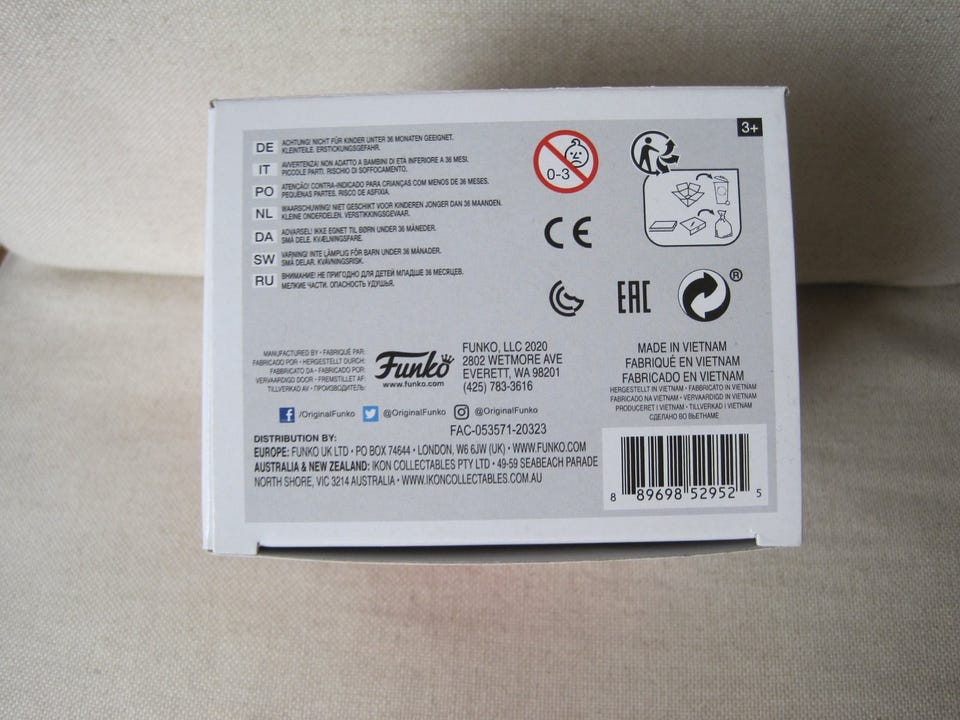 3+
DE ACHTUNG! NICHT FÜR KINDER UNTER 36 MONATEN GEEIGNET.
KLEINTEILE. ERSTICKUNGSGEFAHR.
IT AVVERTENZA! NON ADATTO A BAMBINI DI ETÀ INFERIORE A 36 MESI.
PICCOLE PARTI. RISCHIO DI SOFFOCAMENTO.
PO ATENÇÃO! CONTRA-INDICADO PARA CRIANÇAS COM MENOS DE 36 MESES.
PEQUENAS PARTES. RISCO DE ASFIXIA.
NL WAARSCHUWING! NIET GESCHIKT VOOR KINDEREN JONGER DAN 36 MAANDEN.
KLEINE ONDERDELEN. VERSTIKKINGSGEVAAR.
DA ADVARSEL! IKKE EGNET TIL BØRN UNDER 36 MÅNEDER.
SMÅ DELE. KVÆLNINGSFARE.
SW VARNING! INTE LÄMPLIG FÖR BARN UNDER 36 MÅNADER.
SMÅ DELAR. KVÄVNINGSRISK.
RU ВНИМАНИЕ! НЕ ПРИГОДНО ДЛЯ ДЕТЕЙ МЛАДШЕ 36 МЕСЯЦЕВ.
МЕЛКИЕ ЧАСТИ. ОПАСНОСТЬ УДУШЬЯ.
0-3
CE
EAC
®
MANUFACTURED BY • FABRIQUÉ PAR:
FABRICADO POR • HERGESTELLT DURCH:
FABBRICATO DA • FABRICADO POR:
VERVAARDIGD DOOR • FREMSTILLET AF:
TILLVERKAD AV • ПРОИЗВОДИТЕЛЬ:
Funko
www.funko.com
FUNKO, LLC 2020
2802 WETMORE AVE
EVERETT, WA 98201
(425) 783-3616
MADE IN VIETNAM
FABRIQUÉ EN VIETNAM
FABRICADO EN VIETNAM
HERGESTELLT IN VIETNAM • FABBRICATO IN VIETNAM
FABRICADO NA VIETNAM • VERVAARDIGD IN VIETNAM
PRODUCERET I VIETNAM • TILLVERKAD I VIETNAM
СДЕЛАНО ВО ВЬЕТНАМЕ
/OriginalFunko @OriginalFunko @OriginalFunko
FAC-053571-20323
DISTRIBUTION BY:
EUROPE: FUNKO UK LTD • PO BOX 74644 • LONDON, W6 6JW (UK) • WWW.FUNKO.COM
AUSTRALIA & NEW ZEALAND: IKON COLLECTABLES PTY LTD • 49-59 SEABEACH PARADE
NORTH SHORE, VIC 3214 AUSTRALIA • WWW.IKONCOLLECTABLES.COM.AU
8 89698 52952 5